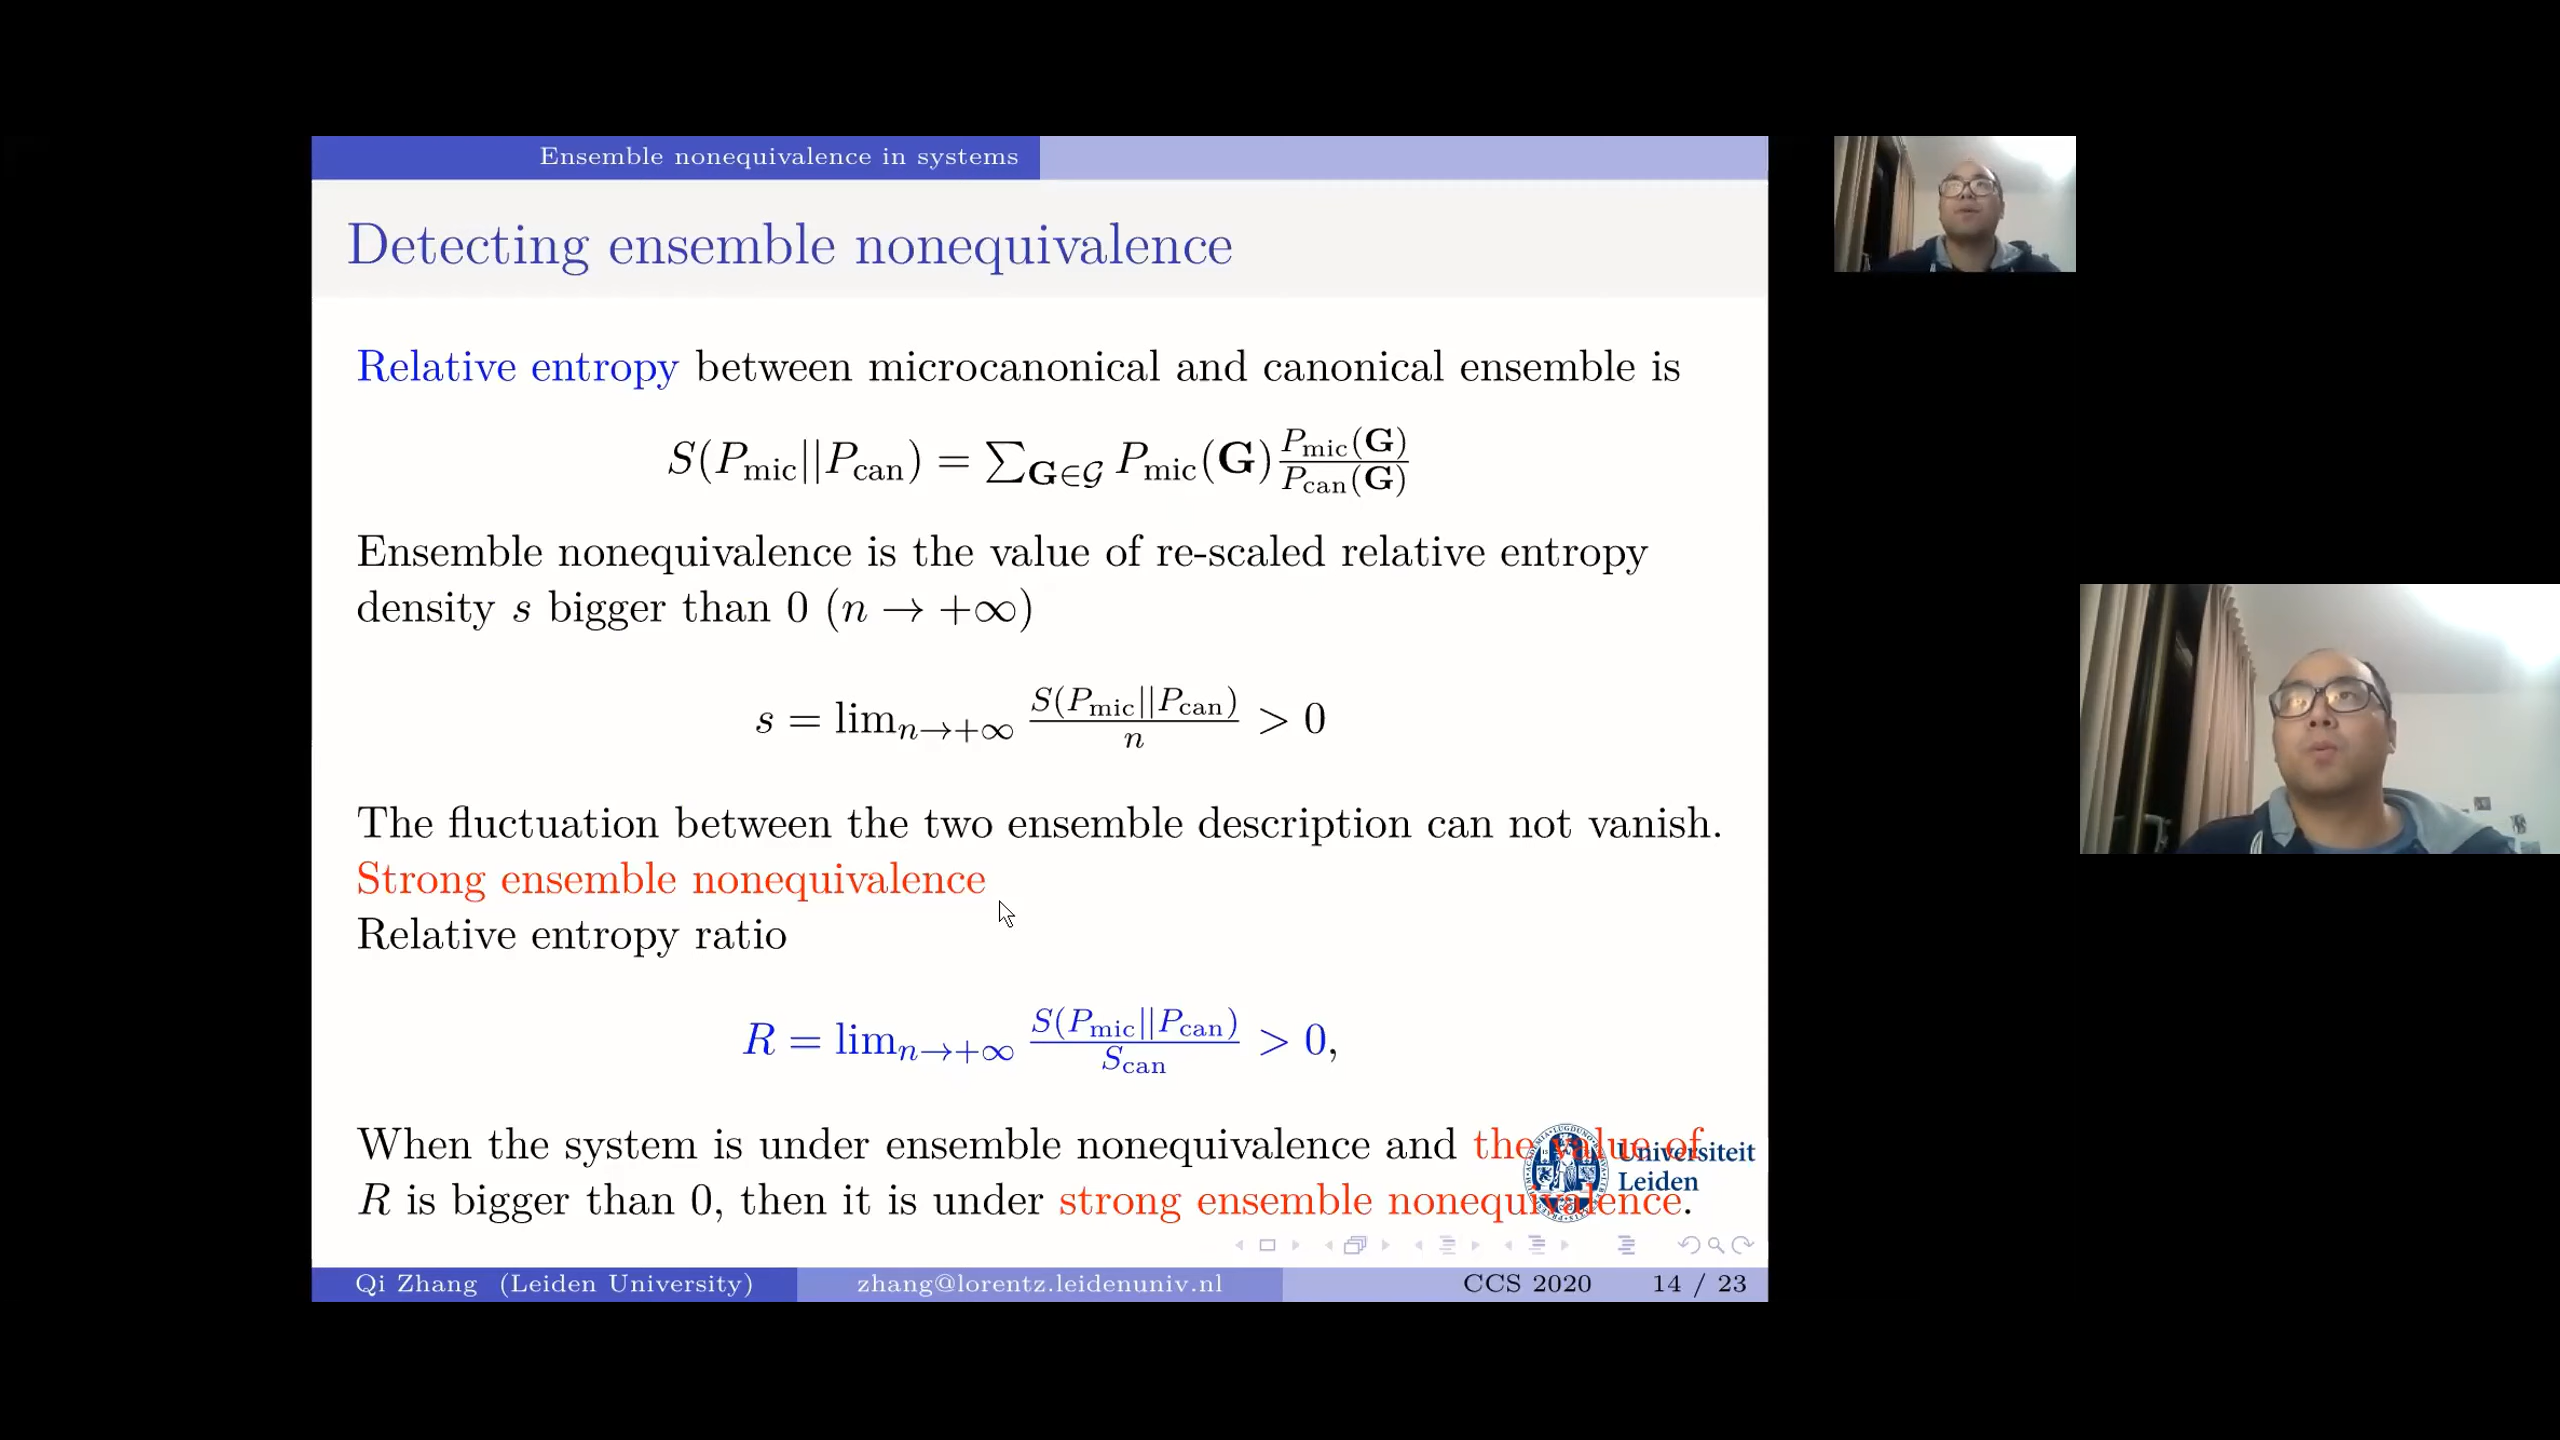 Ensemble nonequivalence in systems
Detecting ensemble nonequivalence
Relative entropy between microcanonical and canonical ensemble is
S(P_mic||P_can) = ∑_{G∈𝒢} P_mic(G) P_mic(G)/P_can(G)
Ensemble nonequivalence is the value of re-scaled relative entropy
density s bigger than 0 (n → +∞)
s = lim_{n→+∞} S(P_mic||P_can)/n > 0
The fluctuation between the two ensemble description can not vanish.
Strong ensemble nonequivalence
Relative entropy ratio
R = lim_{n→+∞} S(P_mic||P_can)/S_can > 0,
When the system is under ensemble nonequivalence and the value of
R is bigger than 0, then it is under strong ensemble nonequivalence.
Universiteit
Leiden
Qi Zhang (Leiden University) zhang@lorentz.leidenuniv.nl CCS 2020 14 / 23